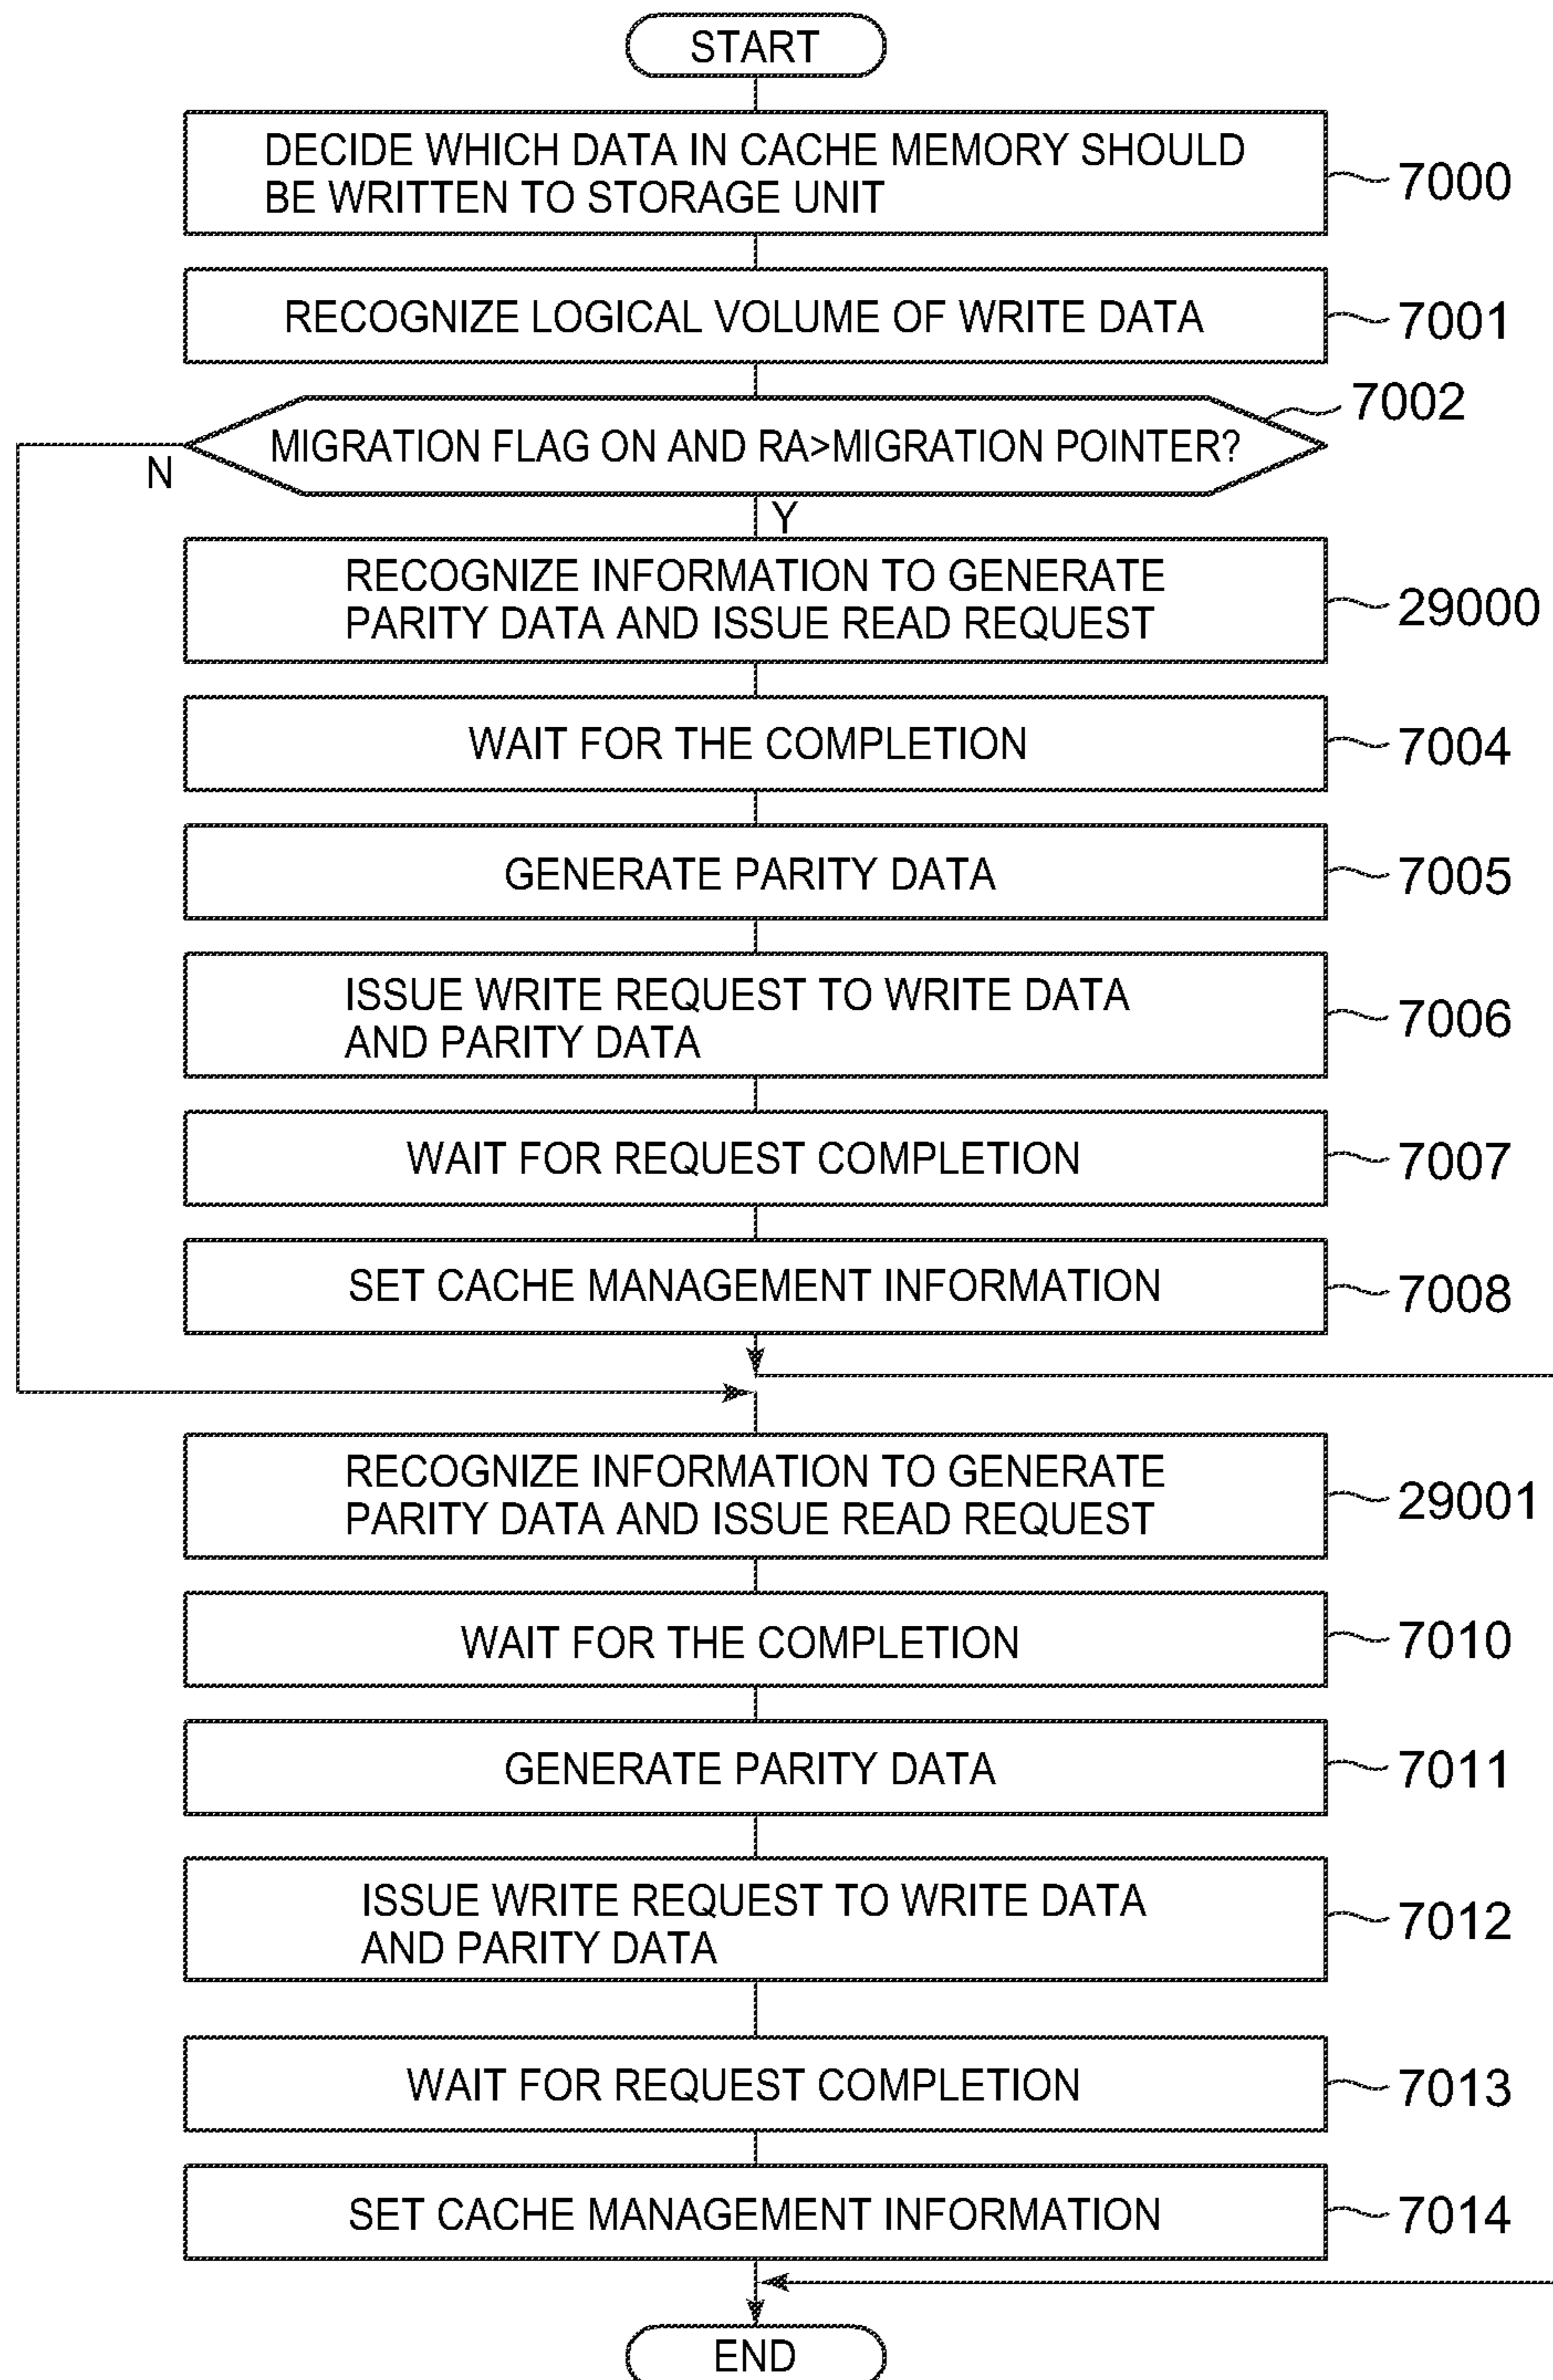 START
DECIDE WHICH DATA IN CACHE MEMORY SHOULD
BE WRITTEN TO STORAGE UNIT
7000
RECOGNIZE LOGICAL VOLUME OF WRITE DATA
7001
7002
MIGRATION FLAG ON AND RA>MIGRATION POINTER?
N
Y
RECOGNIZE INFORMATION TO GENERATE
PARITY DATA AND ISSUE READ REQUEST
29000
WAIT FOR THE COMPLETION
7004
GENERATE PARITY DATA
7005
ISSUE WRITE REQUEST TO WRITE DATA
AND PARITY DATA
7006
WAIT FOR REQUEST COMPLETION
7007
SET CACHE MANAGEMENT INFORMATION
7008
RECOGNIZE INFORMATION TO GENERATE
PARITY DATA AND ISSUE READ REQUEST
29001
WAIT FOR THE COMPLETION
7010
GENERATE PARITY DATA
7011
ISSUE WRITE REQUEST TO WRITE DATA
AND PARITY DATA
7012
WAIT FOR REQUEST COMPLETION
7013
SET CACHE MANAGEMENT INFORMATION
7014
END